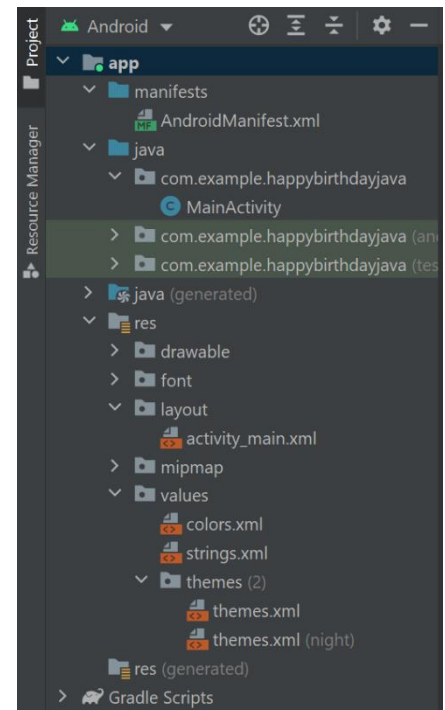 Project
Resource Manager
Android
app
manifests
MF AndroidManifest.xml
java
com.example.happybirthdayjava
C MainActivity
com.example.happybirthdayjava (an
com.example.happybirthdayjava (tes
java (generated)
res
drawable
font
layout
activity_main.xml
mipmap
values
colors.xml
strings.xml
themes (2)
themes.xml
themes.xml (night)
res (generated)
Gradle Scripts